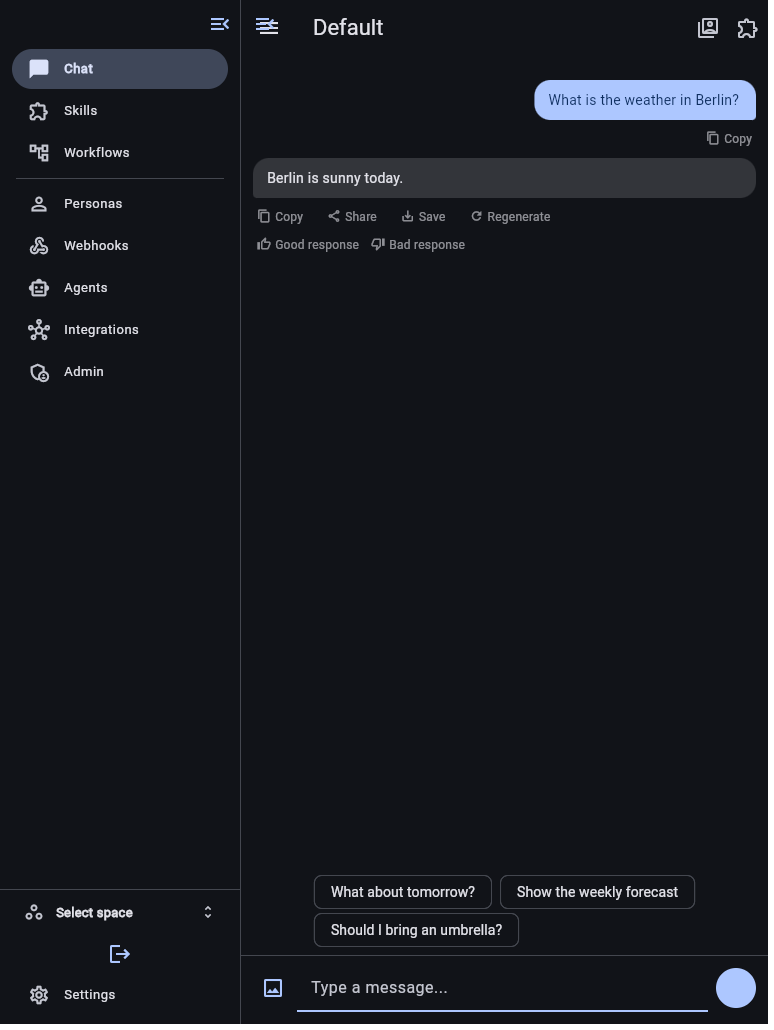 Chat
Skills
Workflows
Personas
Webhooks
Agents
Integrations
Admin
Select space
Settings
Default
What is the weather in Berlin?
Copy
Berlin is sunny today.
Copy Share Save Regenerate
Good response Bad response
What about tomorrow? Show the weekly forecast
Should I bring an umbrella?
Type a message...